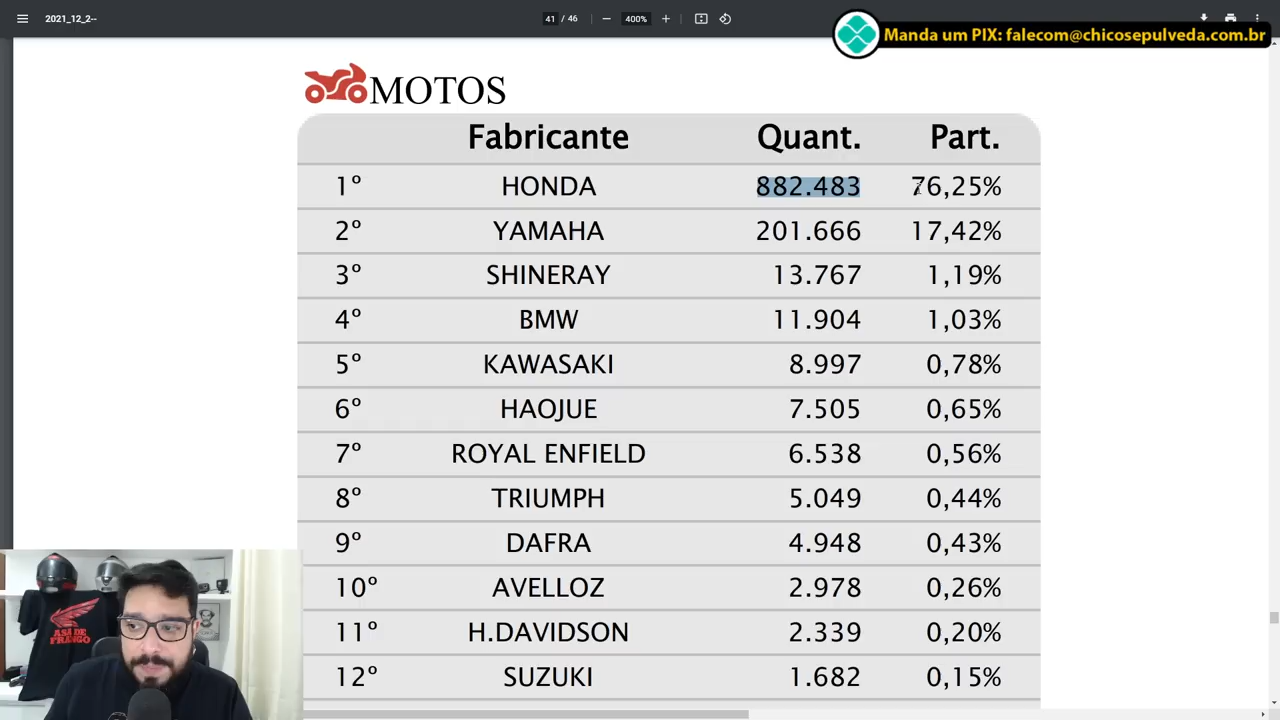 2021_12_2--
41 / 46
400%
Manda um PIX: falecom@chicosepulveda.com.br
MOTOS
Fabricante Quant. Part.
1º HONDA 882.483 76,25%
2º YAMAHA 201.666 17,42%
3º SHINERAY 13.767 1,19%
4º BMW 11.904 1,03%
5º KAWASAKI 8.997 0,78%
6º HAOJUE 7.505 0,65%
7º ROYAL ENFIELD 6.538 0,56%
8º TRIUMPH 5.049 0,44%
9º DAFRA 4.948 0,43%
10º AVELLOZ 2.978 0,26%
11º H.DAVIDSON 2.339 0,20%
12º SUZUKI 1.682 0,15%
ASA DE
FRANGO